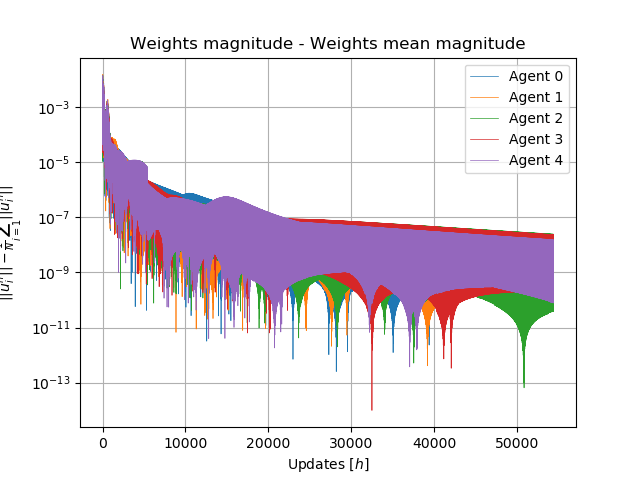 Weights magnitude - Weights mean magnitude
10⁻³
10⁻⁵
10⁻⁷
10⁻⁹
10⁻¹¹
10⁻¹³
0
10000
20000
30000
40000
50000
Updates [h]
Agent 0
Agent 1
Agent 2
Agent 3
Agent 4